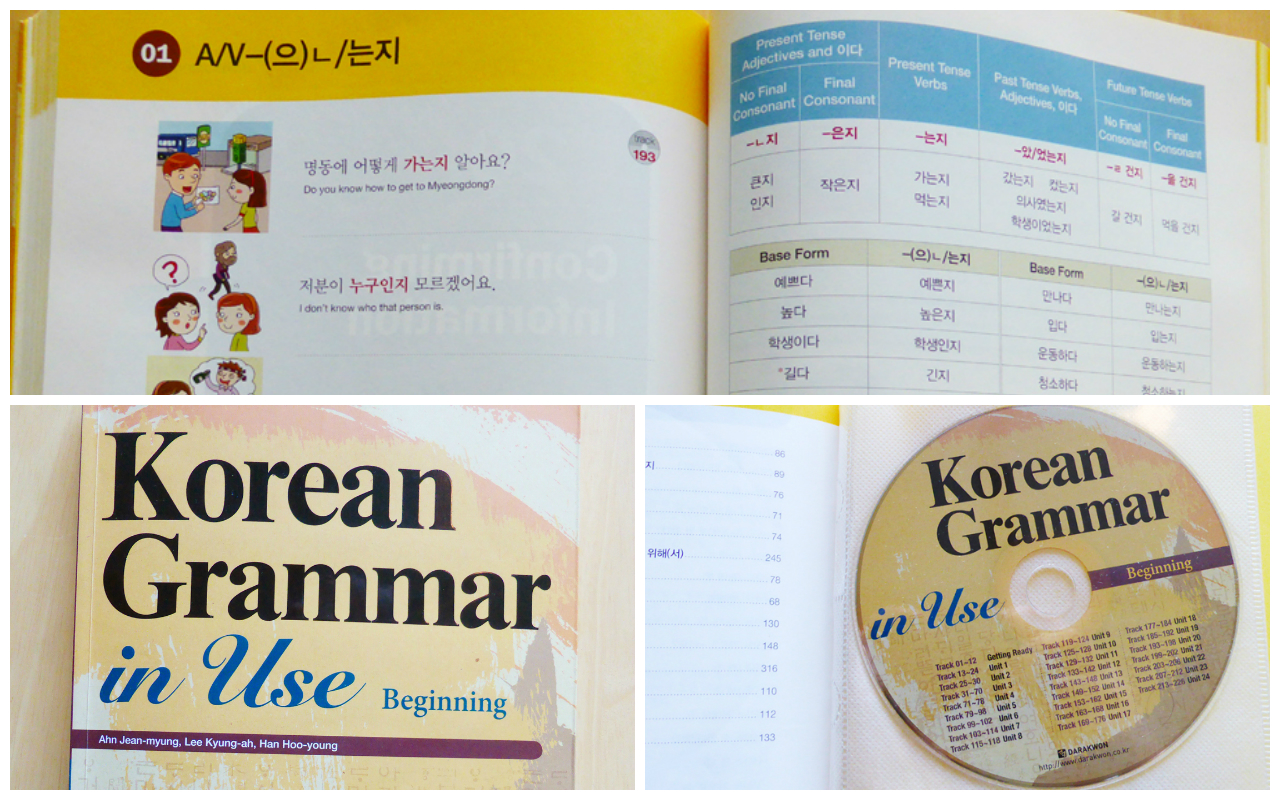 01 A/V–(으)ㄴ/는지
track
193
명동에 어떻게 가는지 알아요?
Do you know how to get to Myeongdong?
?
저분이 누구인지 모르겠어요.
I don't know who that person is.
Present Tense
Adjectives and 이다
Present Tense
Verbs
Past Tense Verbs,
Adjectives, 이다
Future Tense Verbs
No Final
Consonant
Final
Consonant
No Final
Consonant
Final
Consonant
–ㄴ지
–은지
–는지
–았/었는지
–ㄹ 건지
–을 건지
큰지
인지
작은지
가는지
먹는지
갔는지 컸는지
의사였는지
학생이었는지
갈 건지
먹을 건지
Base Form –(으)ㄴ/는지 Base Form –(으)ㄴ/는지
예쁘다 예쁜지 만나다 만나는지
높다 높은지 입다 입는지
학생이다 학생인지 운동하다 운동하는지
*길다 긴지 청소하다 청소하는지
Korean
Grammar
in Use Beginning
Ahn Jean-myung, Lee Kyung-ah, Han Hoo-young
86
지 89
76
71
74
위해(서) 245
78
68
130
148
316
110
112
133
Korean
Grammar
Beginning
in Use
Track 01~12 Getting Ready
Track 13~24 Unit 1
Track 25~30 Unit 2
Track 31~70 Unit 3
Track 71~78 Unit 4
Track 79~98 Unit 5
Track 99~102 Unit 6
Track 103~114 Unit 7
Track 115~118 Unit 8
Track 119~124 Unit 9
Track 125~128 Unit 10
Track 129~132 Unit 11
Track 133~142 Unit 12
Track 143~148 Unit 13
Track 149~152 Unit 14
Track 153~162 Unit 15
Track 163~168 Unit 16
Track 169~176 Unit 17
Track 177~184 Unit 18
Track 185~192 Unit 19
Track 193~198 Unit 20
Track 199~202 Unit 21
Track 203~206 Unit 22
Track 207~212 Unit 23
Track 213~226 Unit 24
DARAKWON
http://www.darakwon.co.kr